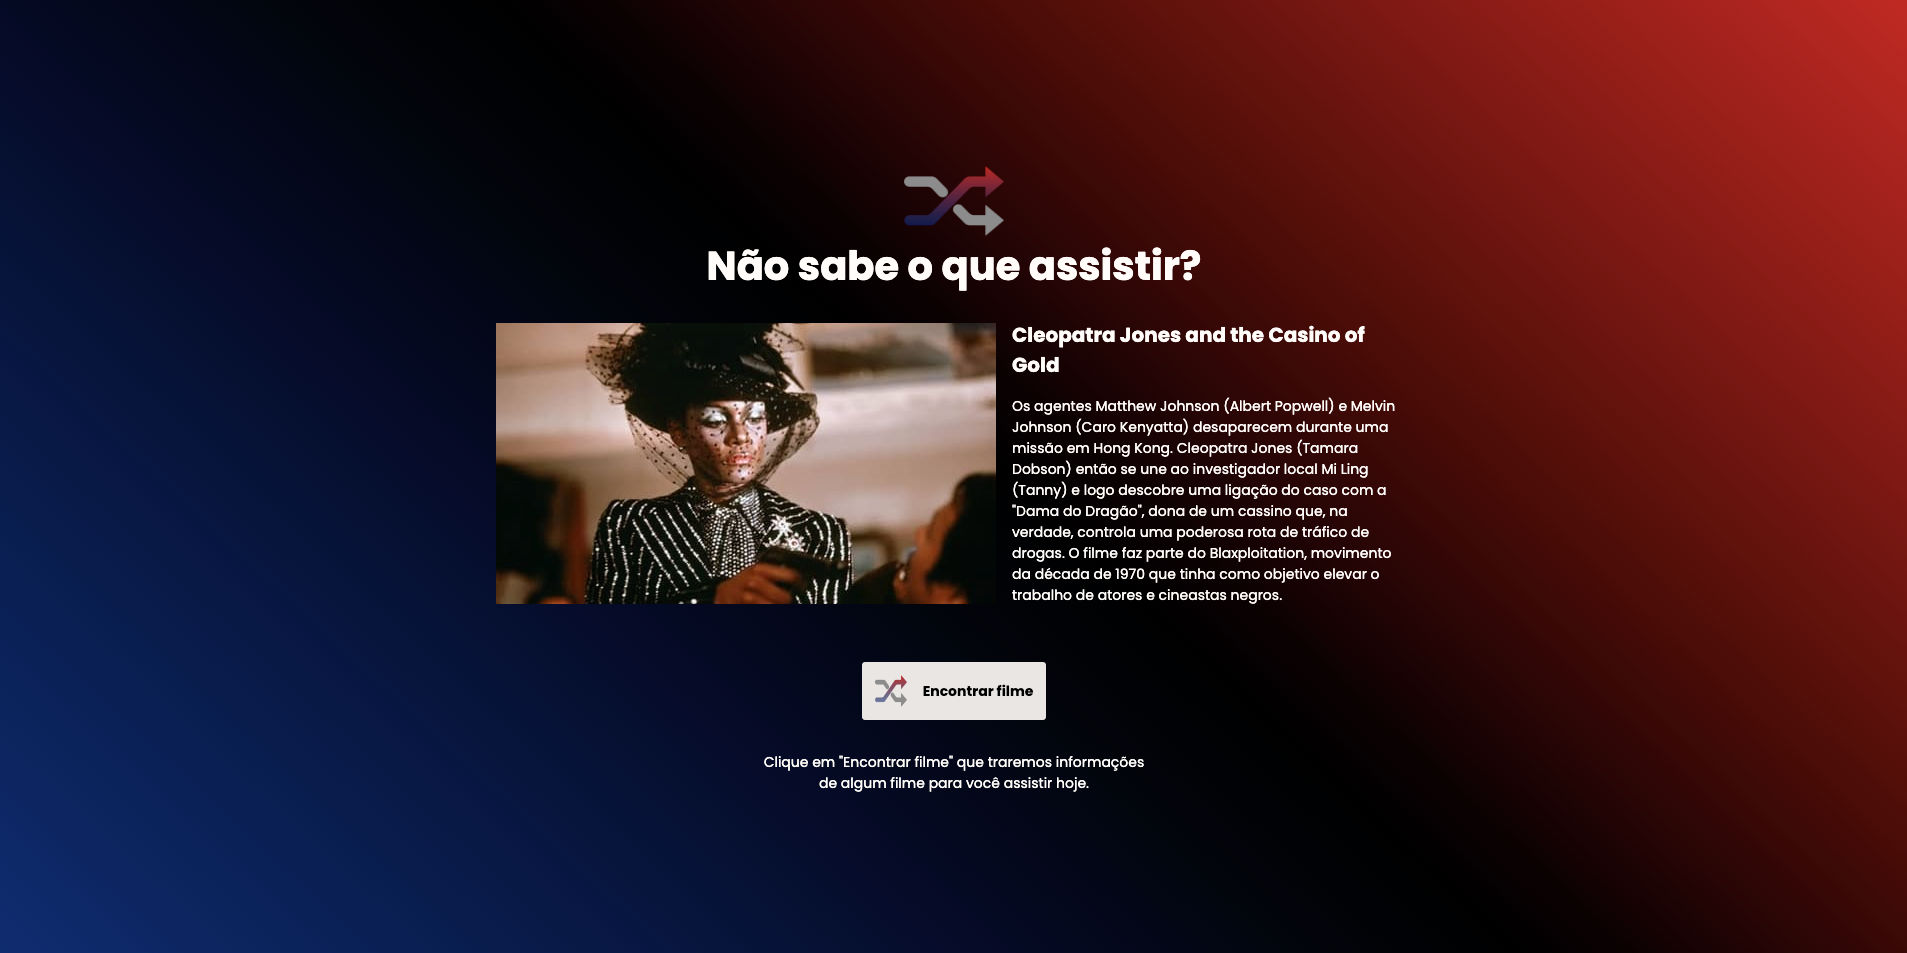 Não sabe o que assistir?
Cleopatra Jones and the Casino of
Gold
Os agentes Matthew Johnson (Albert Popwell) e Melvin
Johnson (Caro Kenyatta) desaparecem durante uma
missão em Hong Kong. Cleopatra Jones (Tamara
Dobson) então se une ao investigador local Mi Ling
(Tanny) e logo descobre uma ligação do caso com a
"Dama do Dragão", dona de um cassino que, na
verdade, controla uma poderosa rota de tráfico de
drogas. O filme faz parte do Blaxploitation, movimento
da década de 1970 que tinha como objetivo elevar o
trabalho de atores e cineastas negros.
Encontrar filme
Clique em "Encontrar filme" que traremos informações
de algum filme para você assistir hoje.